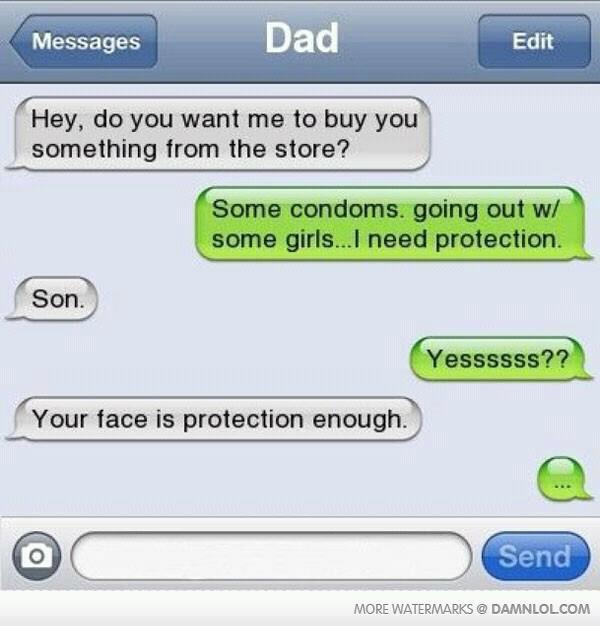 Messages
Dad
Edit
Hey, do you want me to buy you
something from the store?
Some condoms. going out w/
some girls...I need protection.
Son.
Yessssss??
Your face is protection enough.
...
Send
MORE WATERMARKS @ DAMNLOL.COM